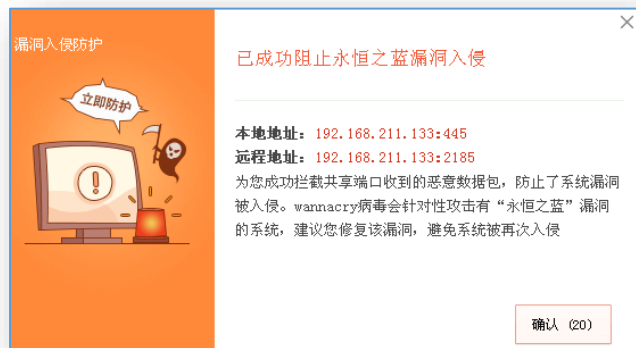 漏洞入侵防护
立即防护
已成功阻止永恒之蓝漏洞入侵
本地地址：192.168.211.133:445
远程地址：192.168.211.133:2185
为您成功拦截共享端口收到的恶意数据包，防止了系统漏洞
被入侵。wannacry病毒会针对性攻击有“永恒之蓝”漏洞
的系统，建议您修复该漏洞，避免系统被再次入侵
确认 (20)